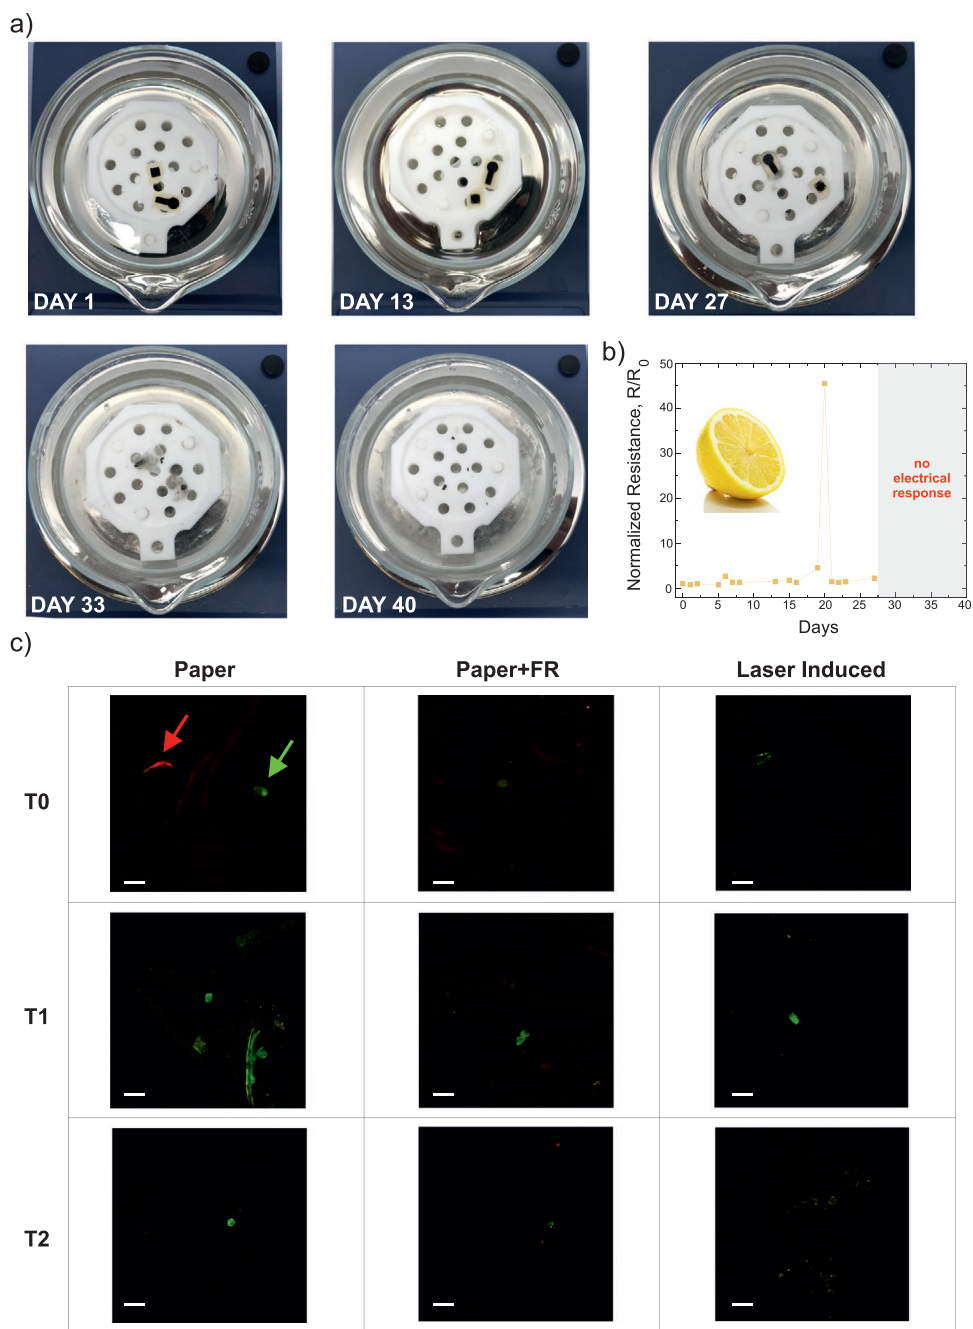 a)
DAY 1
DAY 13
DAY 27
DAY 33
DAY 40
b)
Normalized Resistance, R/R0
50
40
30
20
10
0
no
electrical
response
0 5 10 15 20 25 30 35 40
Days
c)
Paper Paper+FR Laser Induced
T0
T1
T2